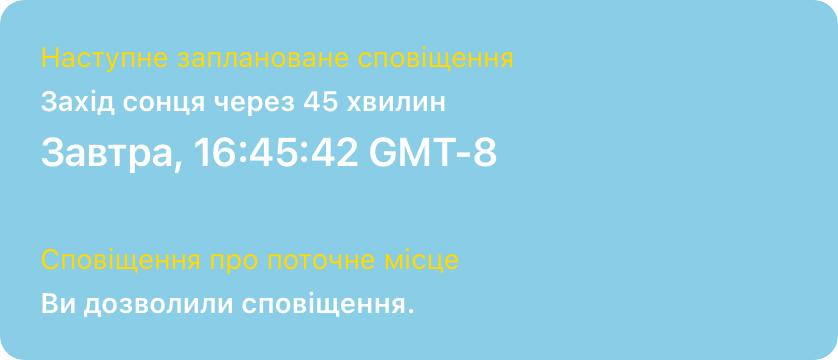 Наступне заплановане сповіщення
Захід сонця через 45 хвилин
Завтра, 16:45:42 GMT-8
Сповіщення про поточне місце
Ви дозволили сповіщення.